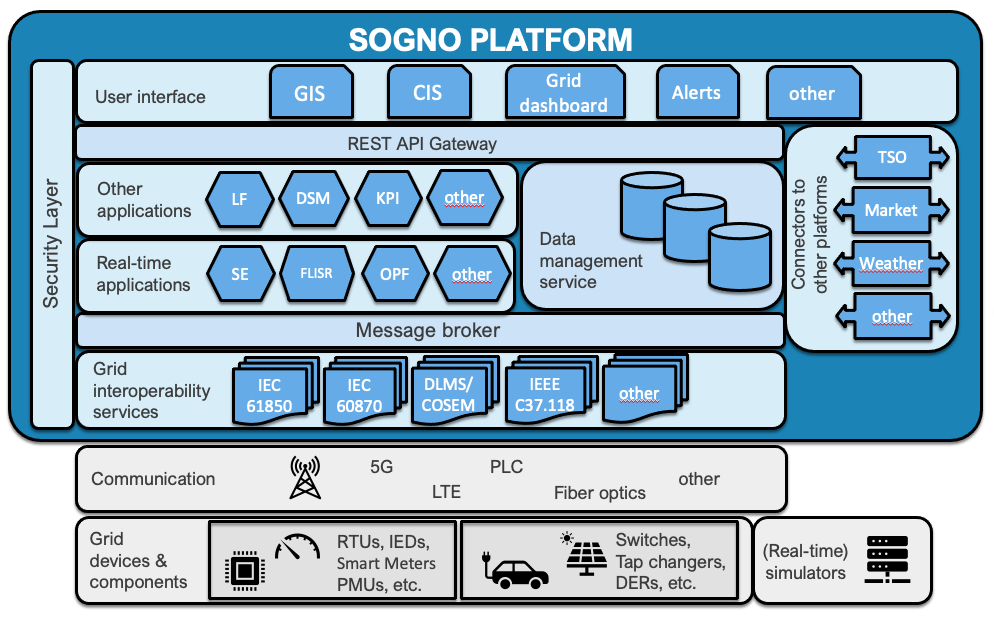 SOGNO PLATFORM
Security Layer
User interface
GIS
CIS
Grid
dashboard
Alerts
other
REST API Gateway
Other
applications
LF
DSM
KPI
other
Real-time
applications
SE
FLISR
OPF
other
Data
management
service
Connectors to
other platforms
TSO
Market
Weather
other
Message broker
Grid
interoperability
services
IEC
61850
IEC
60870
DLMS/
COSEM
IEEE
C37.118
other
Communication
5G
LTE
PLC
Fiber optics
other
Grid
devices &
components
RTUs, IEDs,
Smart Meters
PMUs, etc.
Switches,
Tap changers,
DERs, etc.
(Real-time)
simulators